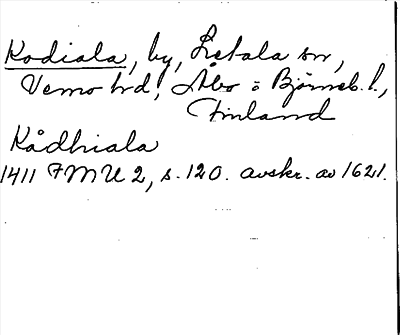 Kodiala, by, Letala sn,
Vemo hd, Åbo o Björneb. l.,
Finland
Kådhiala
1411 FMU 2, s. 120. avskr. av 1621.